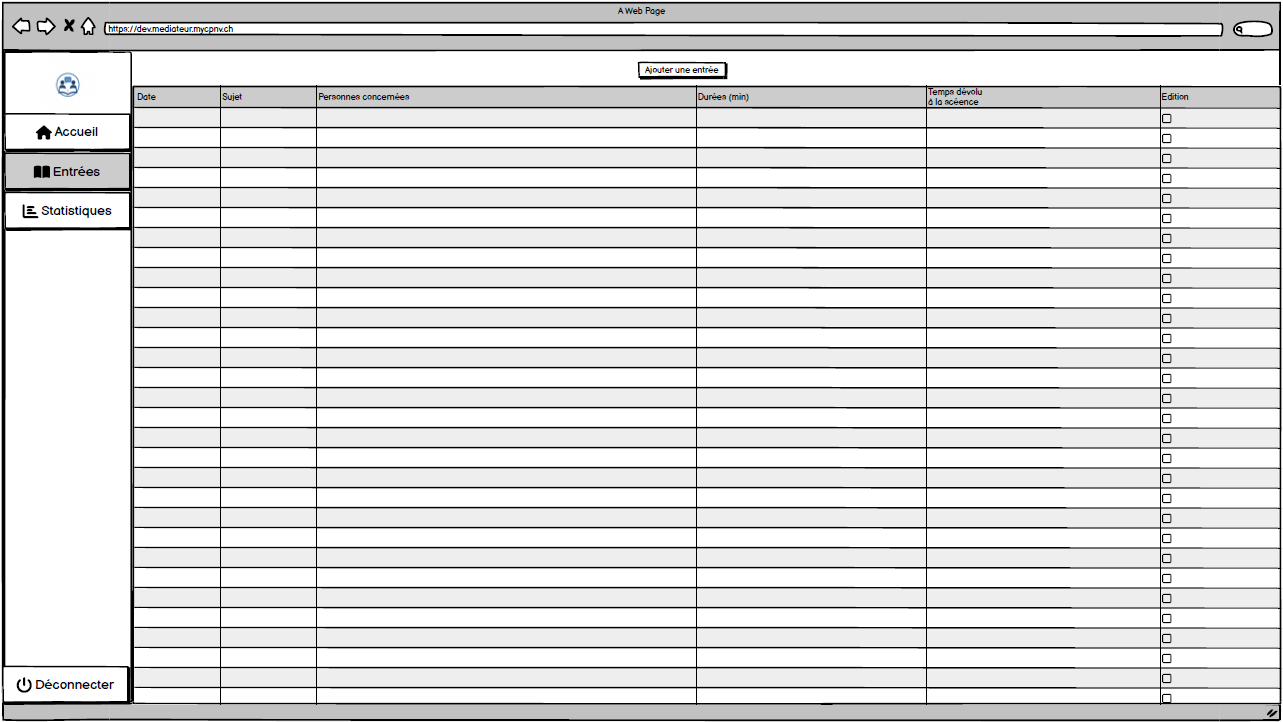 A Web Page
https://dev.mediateur.mycpnv.ch
Ajouter une entrée
Date Sujet Personnes concernées Durées (min) Temps dévolu
à la scéence
Edition
Accueil
Entrées
Statistiques
Déconnecter